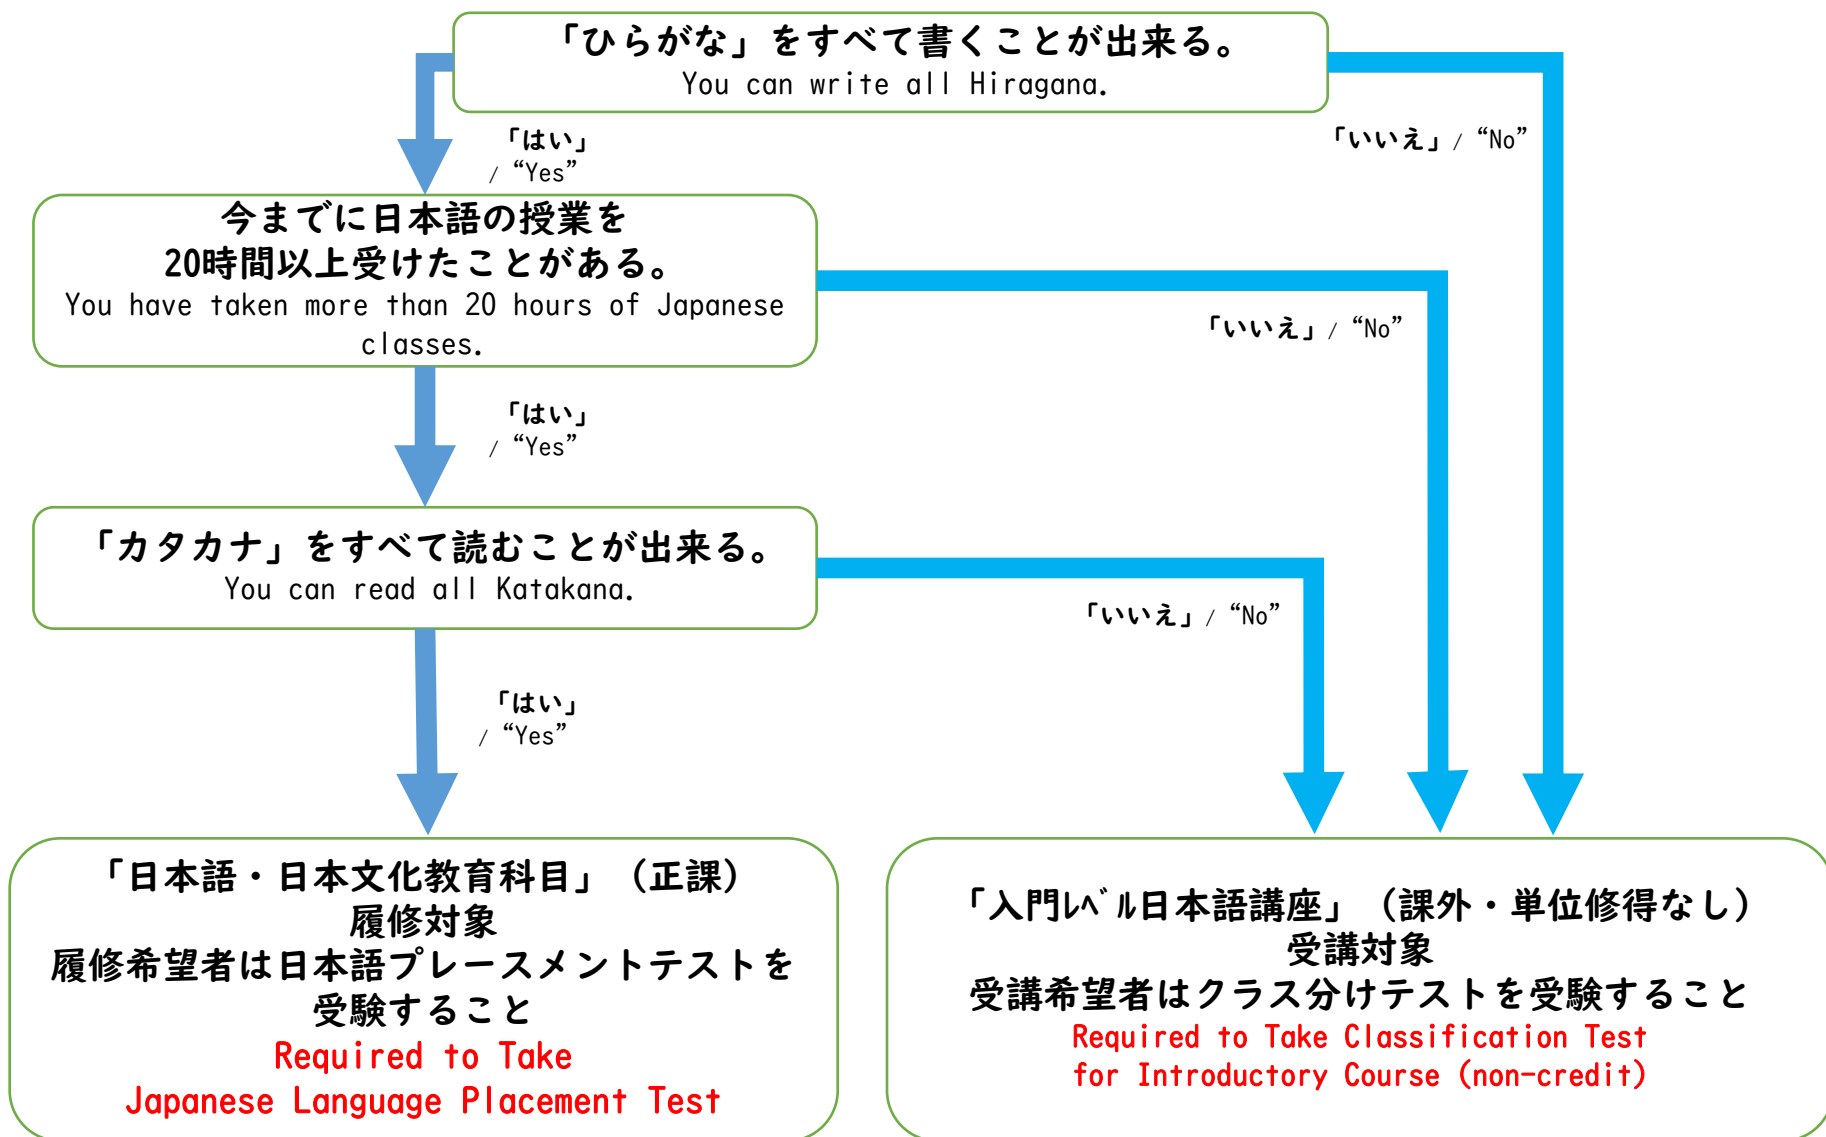 「ひらがな」をすべて書くことが出来る。
You can write all Hiragana.
「はい」
/ “Yes”
「いいえ」/ “No”
今までに日本語の授業を
20時間以上受けたことがある。
You have taken more than 20 hours of Japanese
classes.
「いいえ」/ “No”
「はい」
/ “Yes”
「カタカナ」をすべて読むことが出来る。
You can read all Katakana.
「いいえ」/ “No”
「はい」
/ “Yes”
「日本語・日本文化教育科目」（正課）
履修対象
履修希望者は日本語プレースメントテストを
受験すること
Required to Take
Japanese Language Placement Test
「入門ﾚﾍﾞﾙ日本語講座」（課外・単位修得なし）
受講対象
受講希望者はクラス分けテストを受験すること
Required to Take Classification Test
for Introductory Course (non-credit)